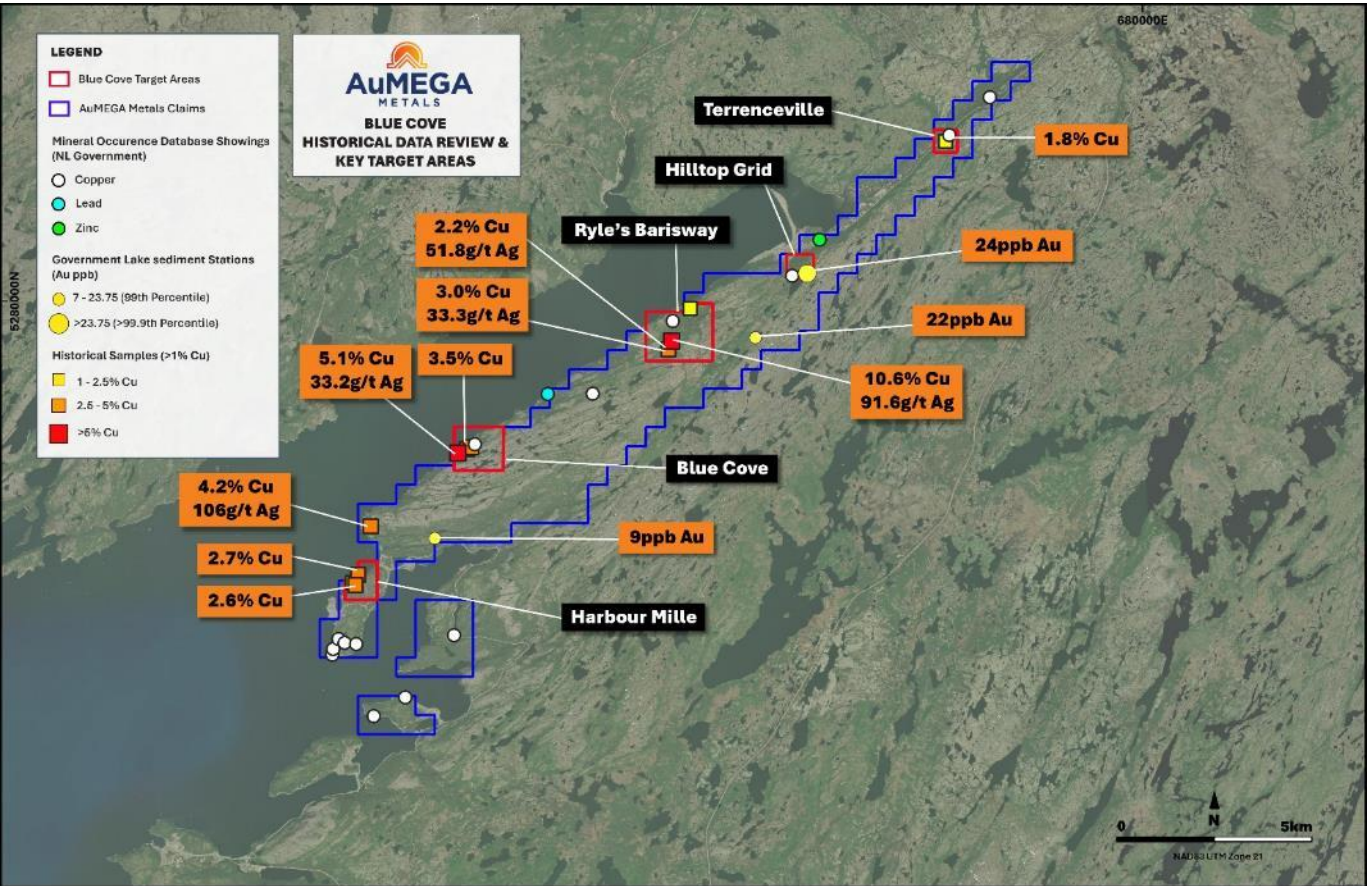 LEGEND
Blue Cove Target Areas
AuMEGA Metals Claims
Mineral Occurence Database Showings
(NL Government)
Copper
Lead
Zinc
Government Lake sediment Stations
(Au ppb)
7 - 23.75 (99th Percentile)
>23.75 (>99.9th Percentile)
Historical Samples (>1% Cu)
1 - 2.5% Cu
2.5 - 5% Cu
>5% Cu
AuMEGA
METALS
BLUE COVE
HISTORICAL DATA REVIEW &
KEY TARGET AREAS
680000E
5280000N
Terrenceville
1.8% Cu
Hilltop Grid
24ppb Au
2.2% Cu
51.8g/t Ag
Ryle's Barisway
3.0% Cu
33.3g/t Ag
22ppb Au
5.1% Cu
33.2g/t Ag
3.5% Cu
10.6% Cu
91.6g/t Ag
Blue Cove
4.2% Cu
106g/t Ag
9ppb Au
2.7% Cu
2.6% Cu
Harbour Mille
0
N
5km
NAD83 UTM Zone 21